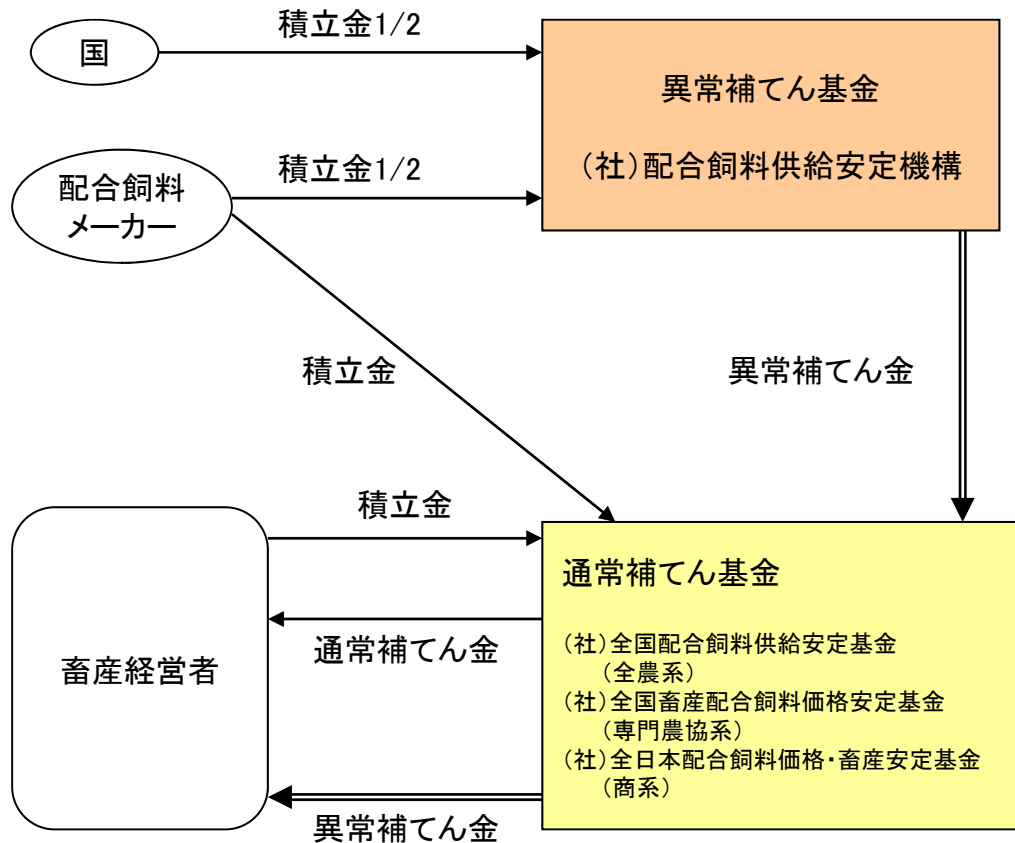 積立金1/2
国
異常補てん基金
（社）配合飼料供給安定機構
積立金1/2
配合飼料
メーカー
積立金
異常補てん金
積立金
通常補てん基金
（社）全国配合飼料供給安定基金
（全農系）
（社）全国畜産配合飼料価格安定基金
（専門農協系）
（社）全日本配合飼料価格・畜産安定基金
（商系）
通常補てん金
畜産経営者
異常補てん金